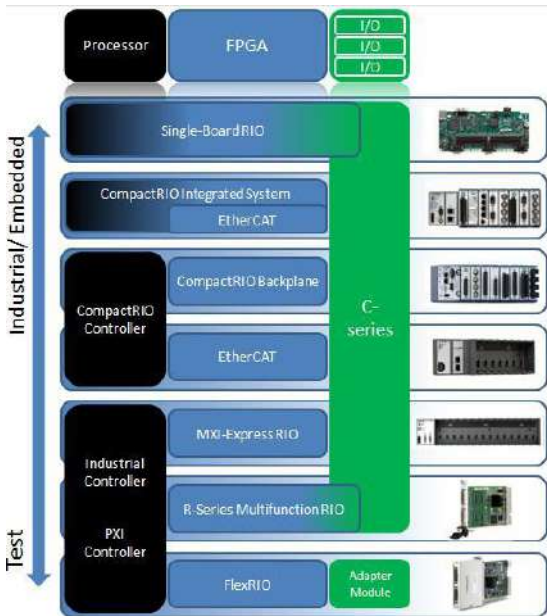 Processor
FPGA
I/O
I/O
I/O
Industrial/ Embedded
Test
Single-Board RIO
CompactRIO Integrated System
EtherCAT
CompactRIO Controller
CompactRIO Backplane
EtherCAT
C-
series
Industrial
Controller
PXI
Controller
MXI-Express RIO
R-Series Multifunction RIO
FlexRIO
Adapter
Module